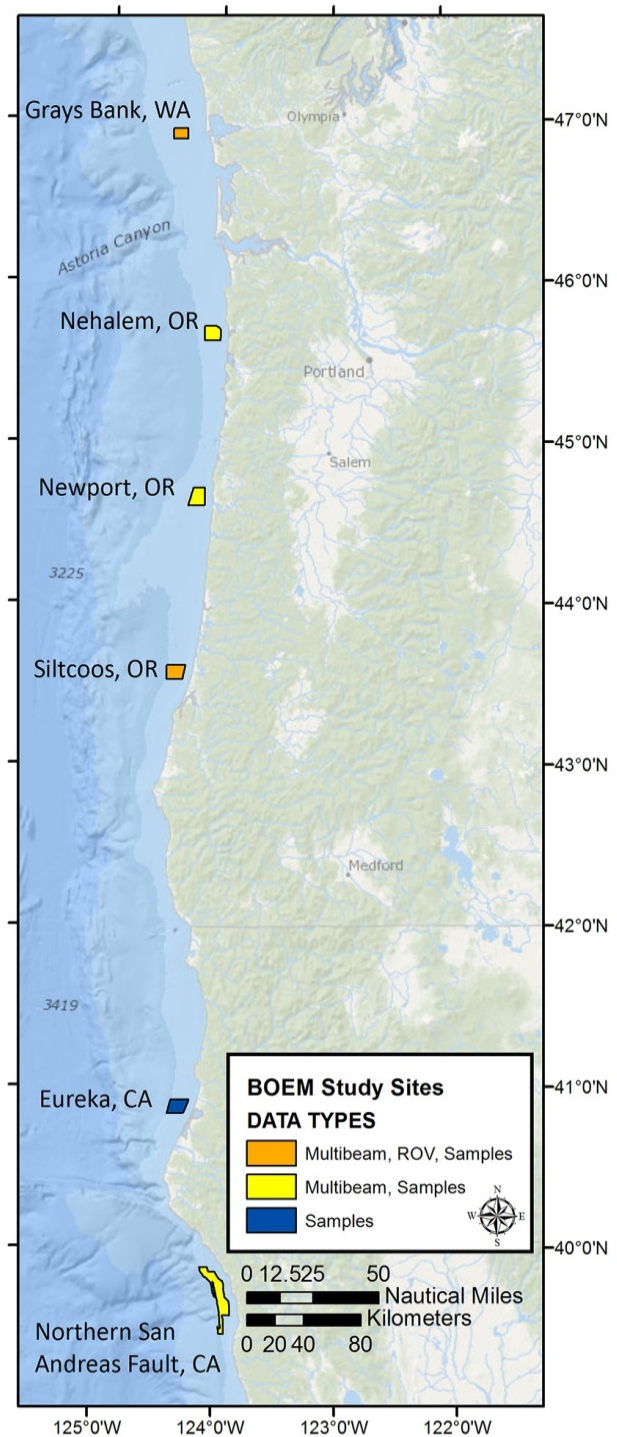 Grays Bank, WA
Olympia
47°0'N
Astoria Canyon
46°0'N
Nehalem, OR
Portland
45°0'N
Salem
Newport, OR
3225
44°0'N
Siltcoos, OR
43°0'N
Medford
42°0'N
3419
41°0'N
Eureka, CA
BOEM Study Sites
DATA TYPES
Multibeam, ROV, Samples
Multibeam, Samples
Samples
N
W E
S
40°0'N
0 12.525 50
Nautical Miles
Kilometers
0 20 40 80
Northern San
Andreas Fault, CA
125°0'W 124°0'W 123°0'W 122°0'W